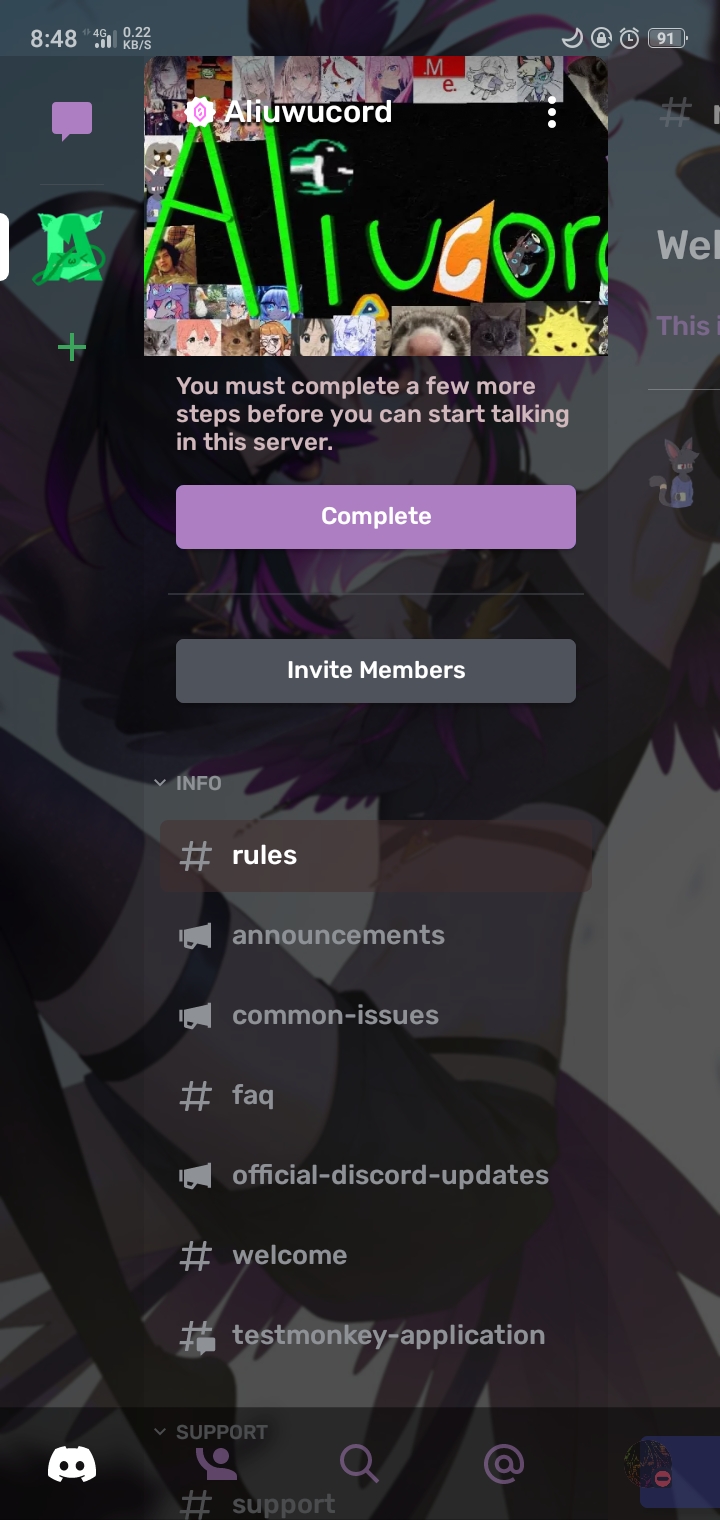 8:48 4G 0.22 KB/S 91
Aliuwucord
M
e.
Aliucord
You must complete a few more
steps before you can start talking
in this server.
Complete
Invite Members
INFO
rules
announcements
common-issues
faq
official-discord-updates
welcome
testmonkey-application
SUPPORT
support
Wel
This i